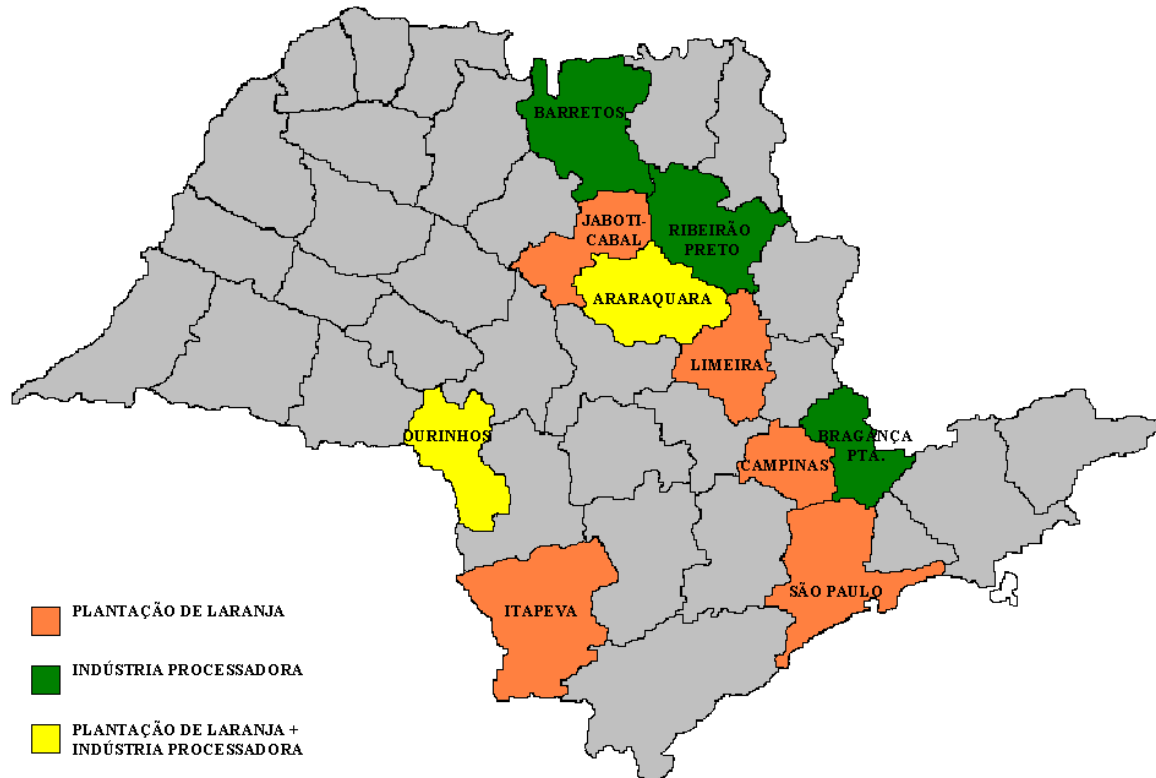 BARRETOS
JABOTI-
CABAL
RIBEIRÃO
PRETO
ARARAQUARA
LIMEIRA
OURINHOS
BRAGANÇA
PTA.
CAMPINAS
SÃO PAULO
ITAPEVA
PLANTAÇÃO DE LARANJA
INDÚSTRIA PROCESSADORA
PLANTAÇÃO DE LARANJA +
INDÚSTRIA PROCESSADORA